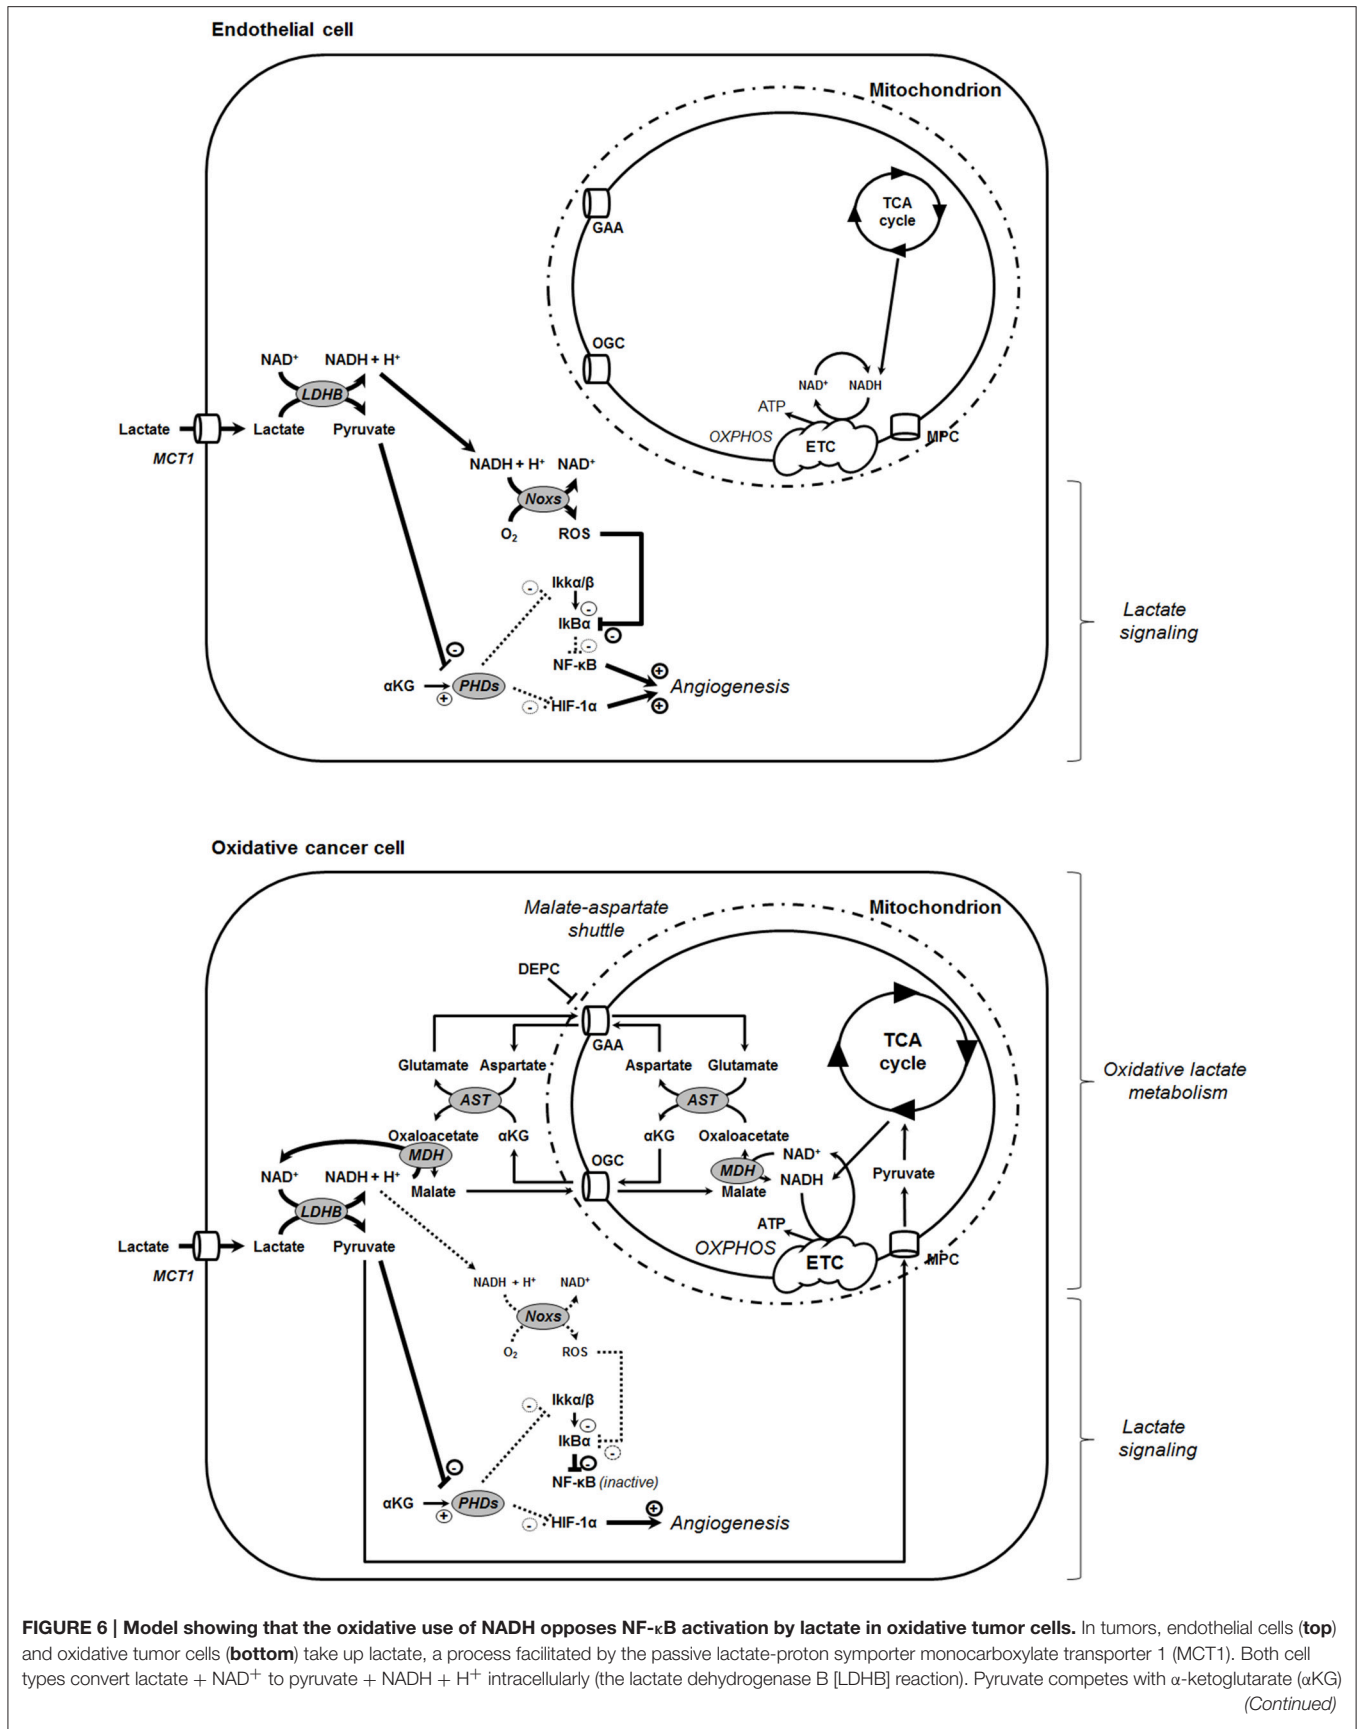 Endothelial cell
Mitochondrion
TCA
cycle
GAA
OGC
NAD⁺ NADH + H⁺
LDHB
Lactate
MCT1
Lactate Pyruvate
NAD⁺ NADH
ATP
OXPHOS
ETC
MPC
NADH + H⁺ NAD⁺
Noxs
O₂ ROS
Ikkα/β
-
-
IkBα
-
-
NF-κB
-
+
Angiogenesis
αKG
+
PHDs
-
HIF-1α
+
Lactate
signaling
Oxidative cancer cell
Malate-aspartate
shuttle
Mitochondrion
DEPC
GAA
TCA
cycle
Glutamate Aspartate
AST
Oxaloacetate αKG
MDH
Malate
Aspartate Glutamate
AST
αKG Oxaloacetate
OGC
MDH
Malate
NAD⁺
NADH
Pyruvate
ATP
OXPHOS
ETC
MPC
Oxidative lactate
metabolism
NAD⁺ NADH + H⁺
LDHB
Lactate
MCT1
Lactate Pyruvate
NADH + H⁺ NAD⁺
Noxs
O₂ ROS
Ikkα/β
-
-
IkBα
-
-
NF-κB (inactive)
-
αKG
+
PHDs
-
HIF-1α
+
Angiogenesis
Lactate
signaling
FIGURE 6 | Model showing that the oxidative use of NADH opposes NF-κB activation by lactate in oxidative tumor cells. In tumors, endothelial cells (top)
and oxidative tumor cells (bottom) take up lactate, a process facilitated by the passive lactate-proton symporter monocarboxylate transporter 1 (MCT1). Both cell
types convert lactate + NAD⁺ to pyruvate + NADH + H⁺ intracellularly (the lactate dehydrogenase B [LDHB] reaction). Pyruvate competes with α-ketoglutarate (αKG)
(Continued)